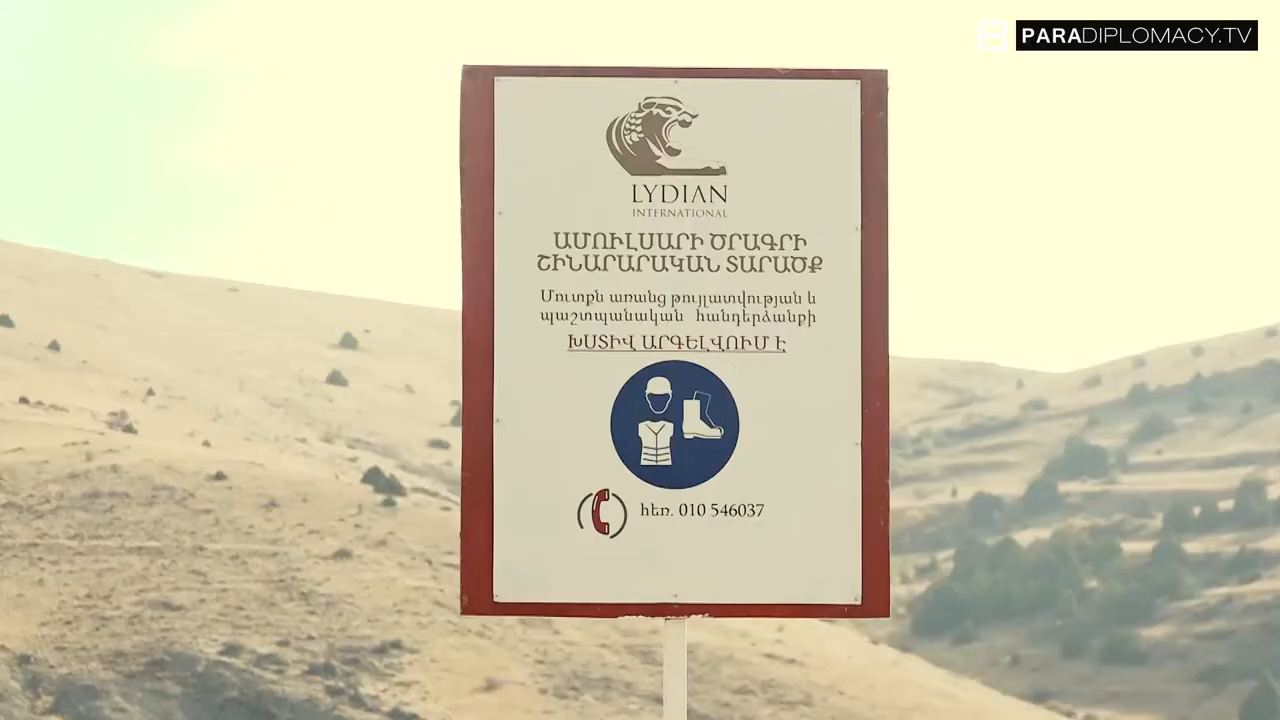 PARADIPLOMACY.TV
LYDIAN
INTERNATIONAL
ԱՄՈՒԼՍԱՐԻ ԾՐԱԳՐԻ
ՇԻՆԱՐԱՐԱԿԱՆ ՏԱՐԱԾՔ
Մուտքն առանց թույլատվության և
պաշտպանական հանդերձանքի
ԽՍՏԻՎ ԱՐԳԵԼՎՈՒՄ Է
հեռ. 010 546037